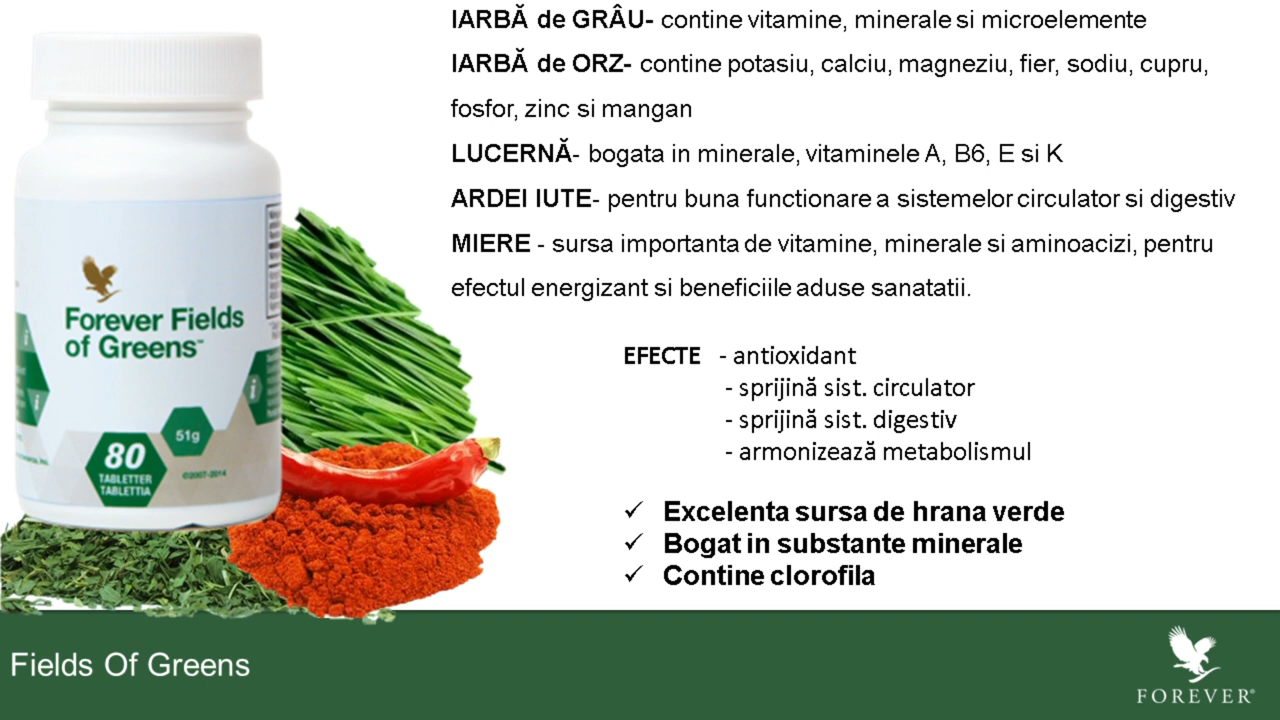 IARBĂ de GRÂU- contine vitamine, minerale si microelemente
IARBĂ de ORZ- contine potasiu, calciu, magneziu, fier, sodiu, cupru,
fosfor, zinc si mangan
LUCERNĂ- bogata in minerale, vitaminele A, B6, E si K
ARDEI IUTE- pentru buna functionare a sistemelor circulator si digestiv
MIERE - sursa importanta de vitamine, minerale si aminoacizi, pentru
efectul energizant si beneficiile aduse sanatatii.
Forever Fields
of Greens™
51g
80
TABLETTER
TABLETTIA
©2007-2014
EFECTE - antioxidant
- sprijină sist. circulator
- sprijină sist. digestiv
- armonizează metabolismul
✓ Excelenta sursa de hrana verde
✓ Bogat in substante minerale
✓ Contine clorofila
Fields Of Greens
FOREVER®